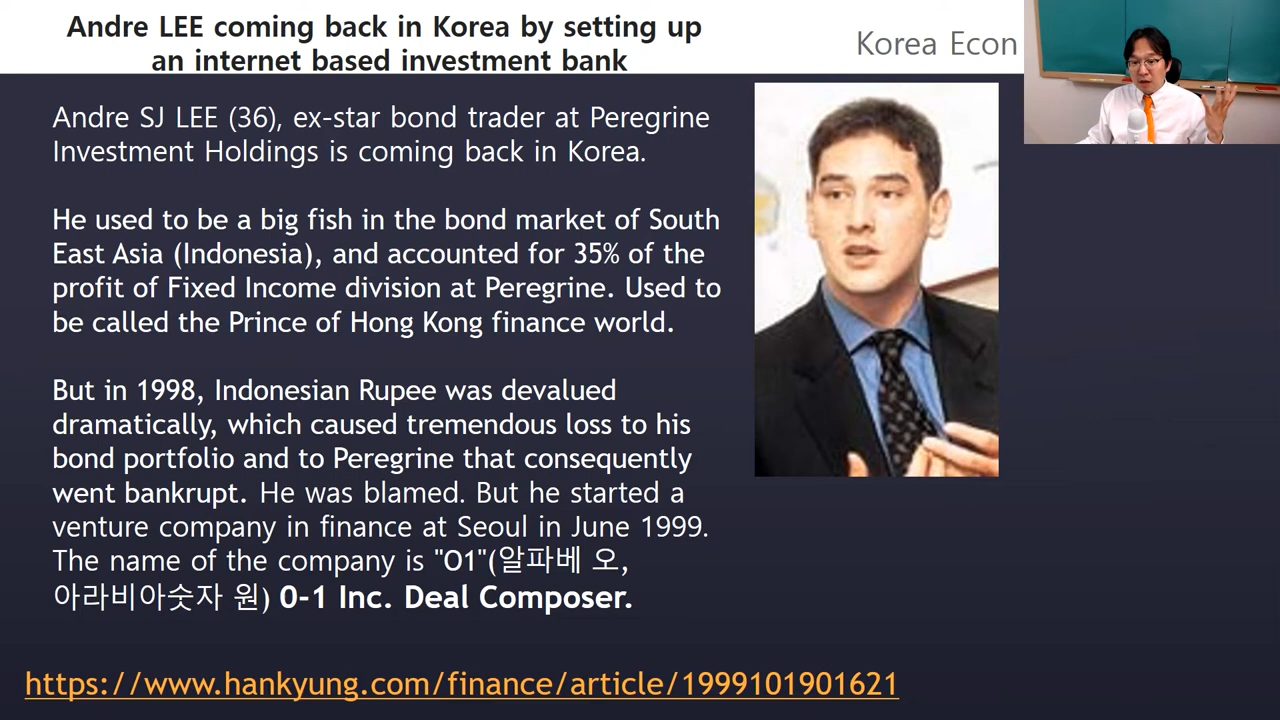 Andre LEE coming back in Korea by setting up
an internet based investment bank
Korea Econ
Andre SJ LEE (36), ex-star bond trader at Peregrine
Investment Holdings is coming back in Korea.
He used to be a big fish in the bond market of South
East Asia (Indonesia), and accounted for 35% of the
profit of Fixed Income division at Peregrine. Used to
be called the Prince of Hong Kong finance world.
But in 1998, Indonesian Rupee was devalued
dramatically, which caused tremendous loss to his
bond portfolio and to Peregrine that consequently
went bankrupt. He was blamed. But he started a
venture company in finance at Seoul in June 1999.
The name of the company is "O1"(알파베 오,
아라비아숫자 원) 0-1 Inc. Deal Composer.
https://www.hankyung.com/finance/article/1999101901621